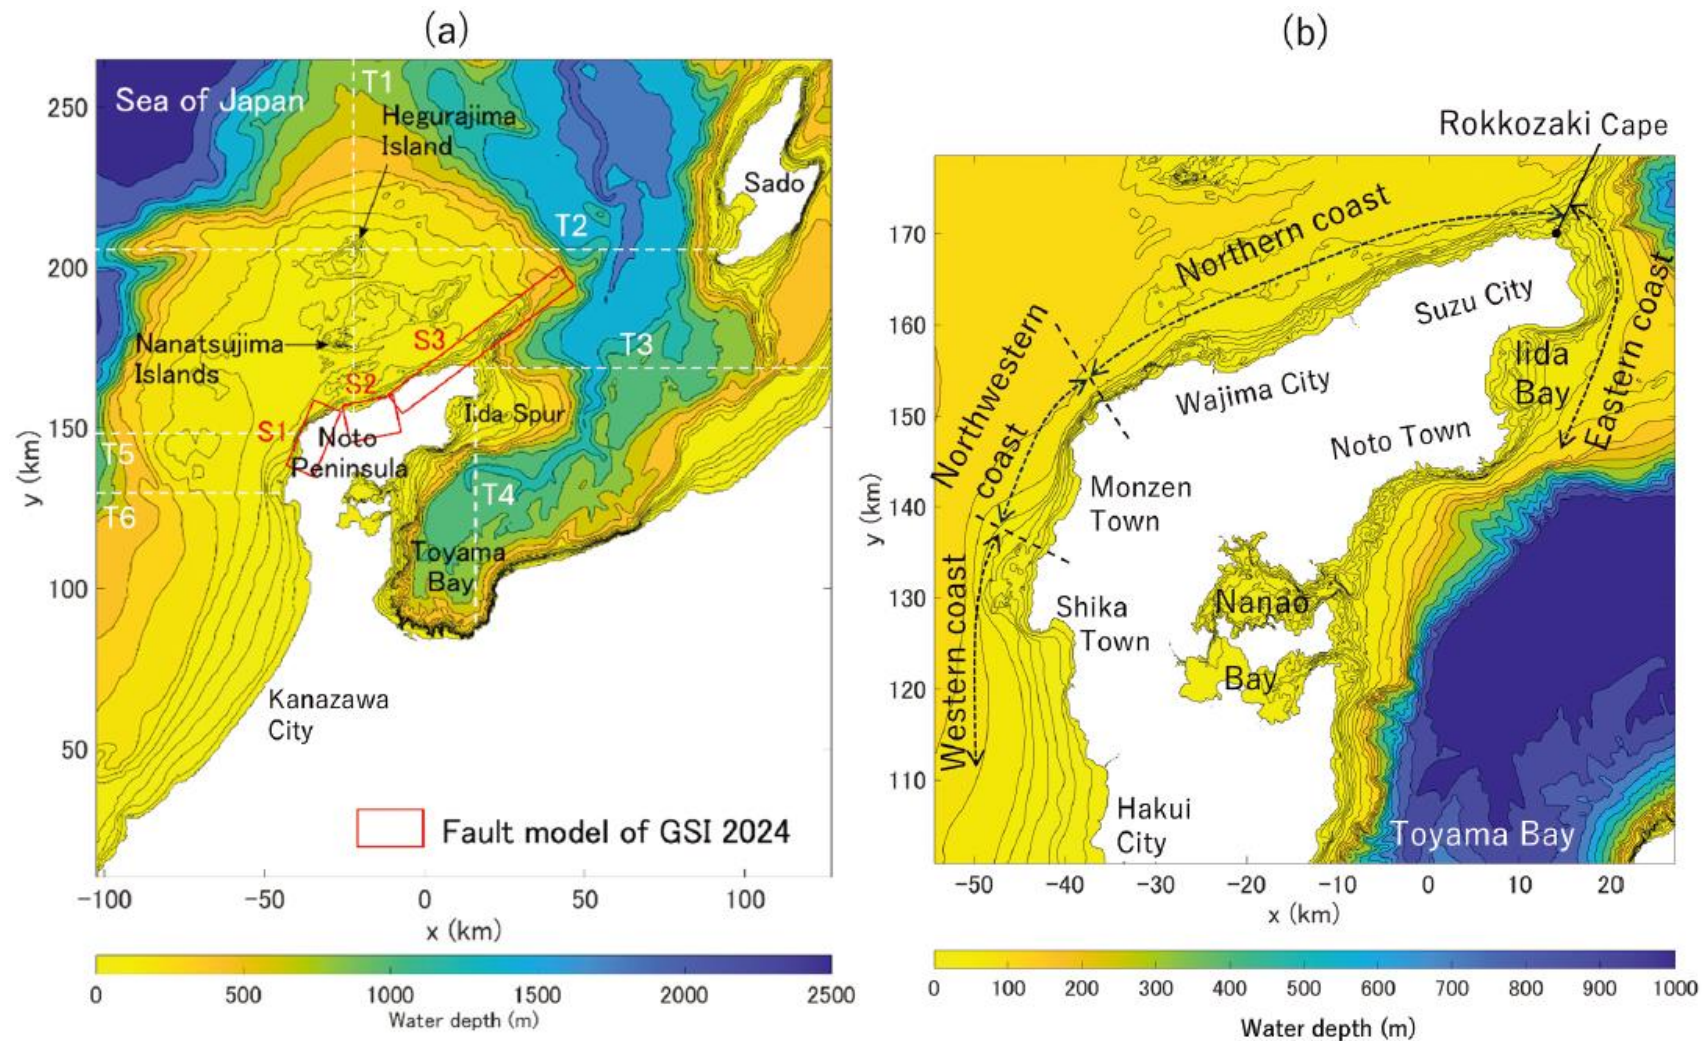 (a)
250
200
150
100
50
y (km)
Sea of Japan
T1
Hegurajima
Island
Sado
T2
Nanatsujima
Islands
S3
T3
S2
S1
Iida Spur
Noto
Peninsula
T5
T6
T4
Toyama
Bay
Kanazawa
City
Fault model of GSI 2024
−100
−50
0
50
100
x (km)
0
500
1000
1500
2000
2500
Water depth (m)
(b)
Rokkozaki Cape
170
160
150
140
130
120
110
y (km)
Northern coast
Suzu City
Northwestern
coast
Wajima City
Iida
Bay
Eastern coast
Noto Town
Monzen
Town
Western coast
Shika
Town
Nanao
Bay
Hakui
City
Toyama Bay
−50
−40
−30
−20
−10
0
10
20
x (km)
0
100
200
300
400
500
600
700
800
900
1000
Water depth (m)